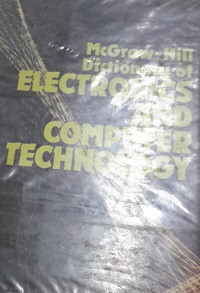 McGraw-Hill
Dictionary of
ELECTRONICS
AND
COMPUTER
TECHNOLOGY